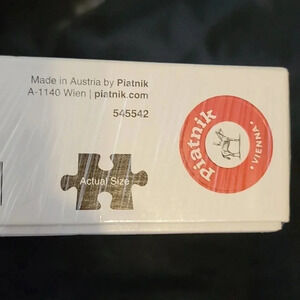 Made in Austria by Piatnik
A-1140 Wien | piatnik.com
545542
Actual Size
Piatnik
VIENNA